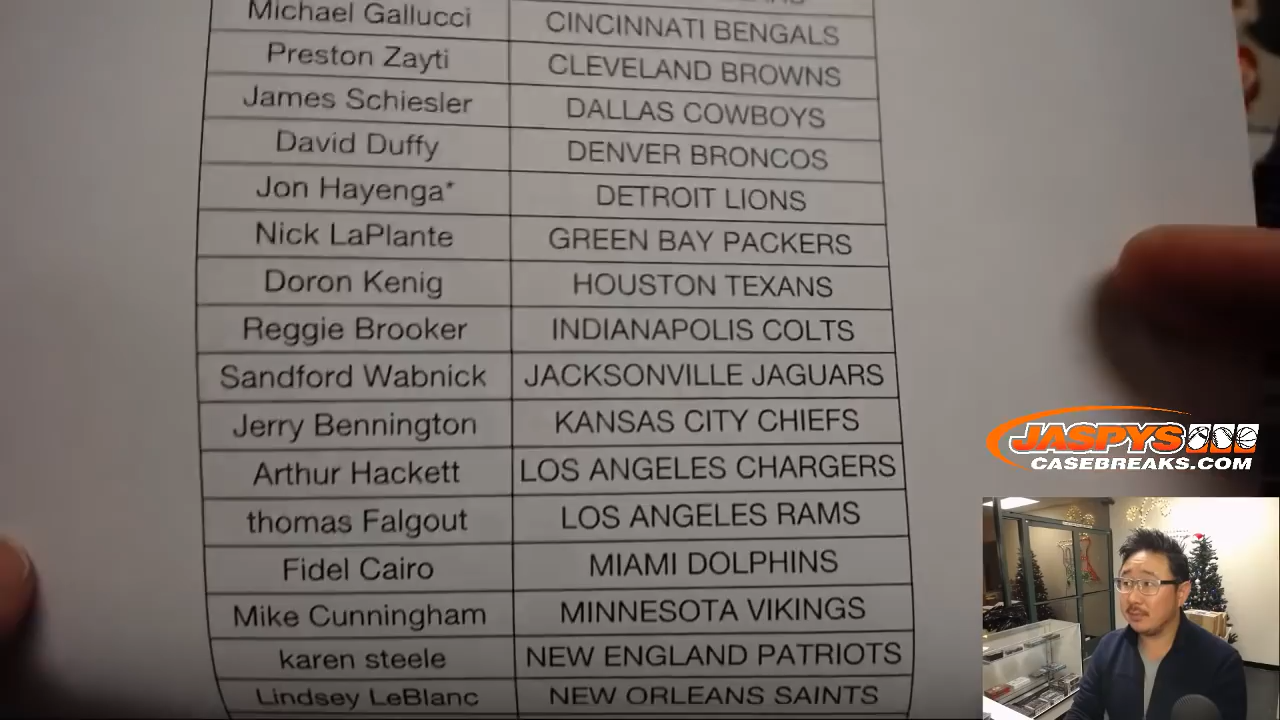 Michael Gallucci CINCINNATI BENGALS
Preston Zayti CLEVELAND BROWNS
James Schiesler DALLAS COWBOYS
David Duffy DENVER BRONCOS
Jon Hayenga* DETROIT LIONS
Nick LaPlante GREEN BAY PACKERS
Doron Kenig HOUSTON TEXANS
Reggie Brooker INDIANAPOLIS COLTS
Sandford Wabnick JACKSONVILLE JAGUARS
Jerry Bennington KANSAS CITY CHIEFS
Arthur Hackett LOS ANGELES CHARGERS
thomas Falgout LOS ANGELES RAMS
Fidel Cairo MIAMI DOLPHINS
Mike Cunningham MINNESOTA VIKINGS
karen steele NEW ENGLAND PATRIOTS
Lindsey LeBlanc NEW ORLEANS SAINTS
JASPYS
CASEBREAKS.COM